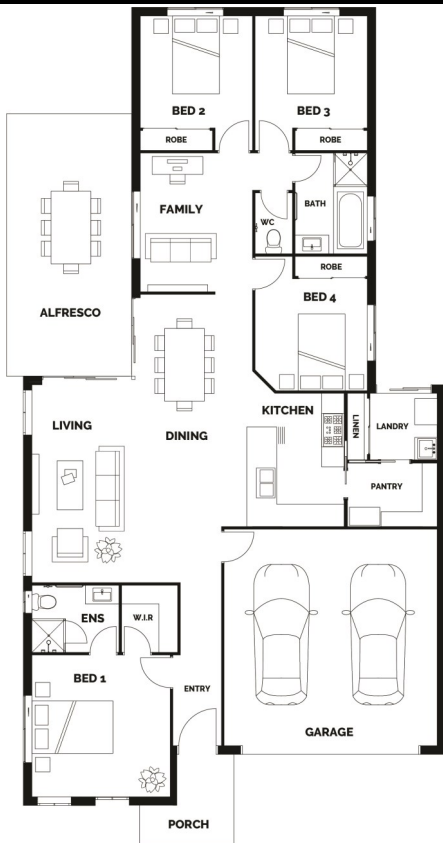 BED 2
BED 3
ROBE
ROBE
FAMILY
WC
BATH
ROBE
BED 4
ALFRESCO
LIVING
DINING
KITCHEN
LINEN
LANDRY
PANTRY
ENS
W.I.R
BED 1
ENTRY
GARAGE
PORCH